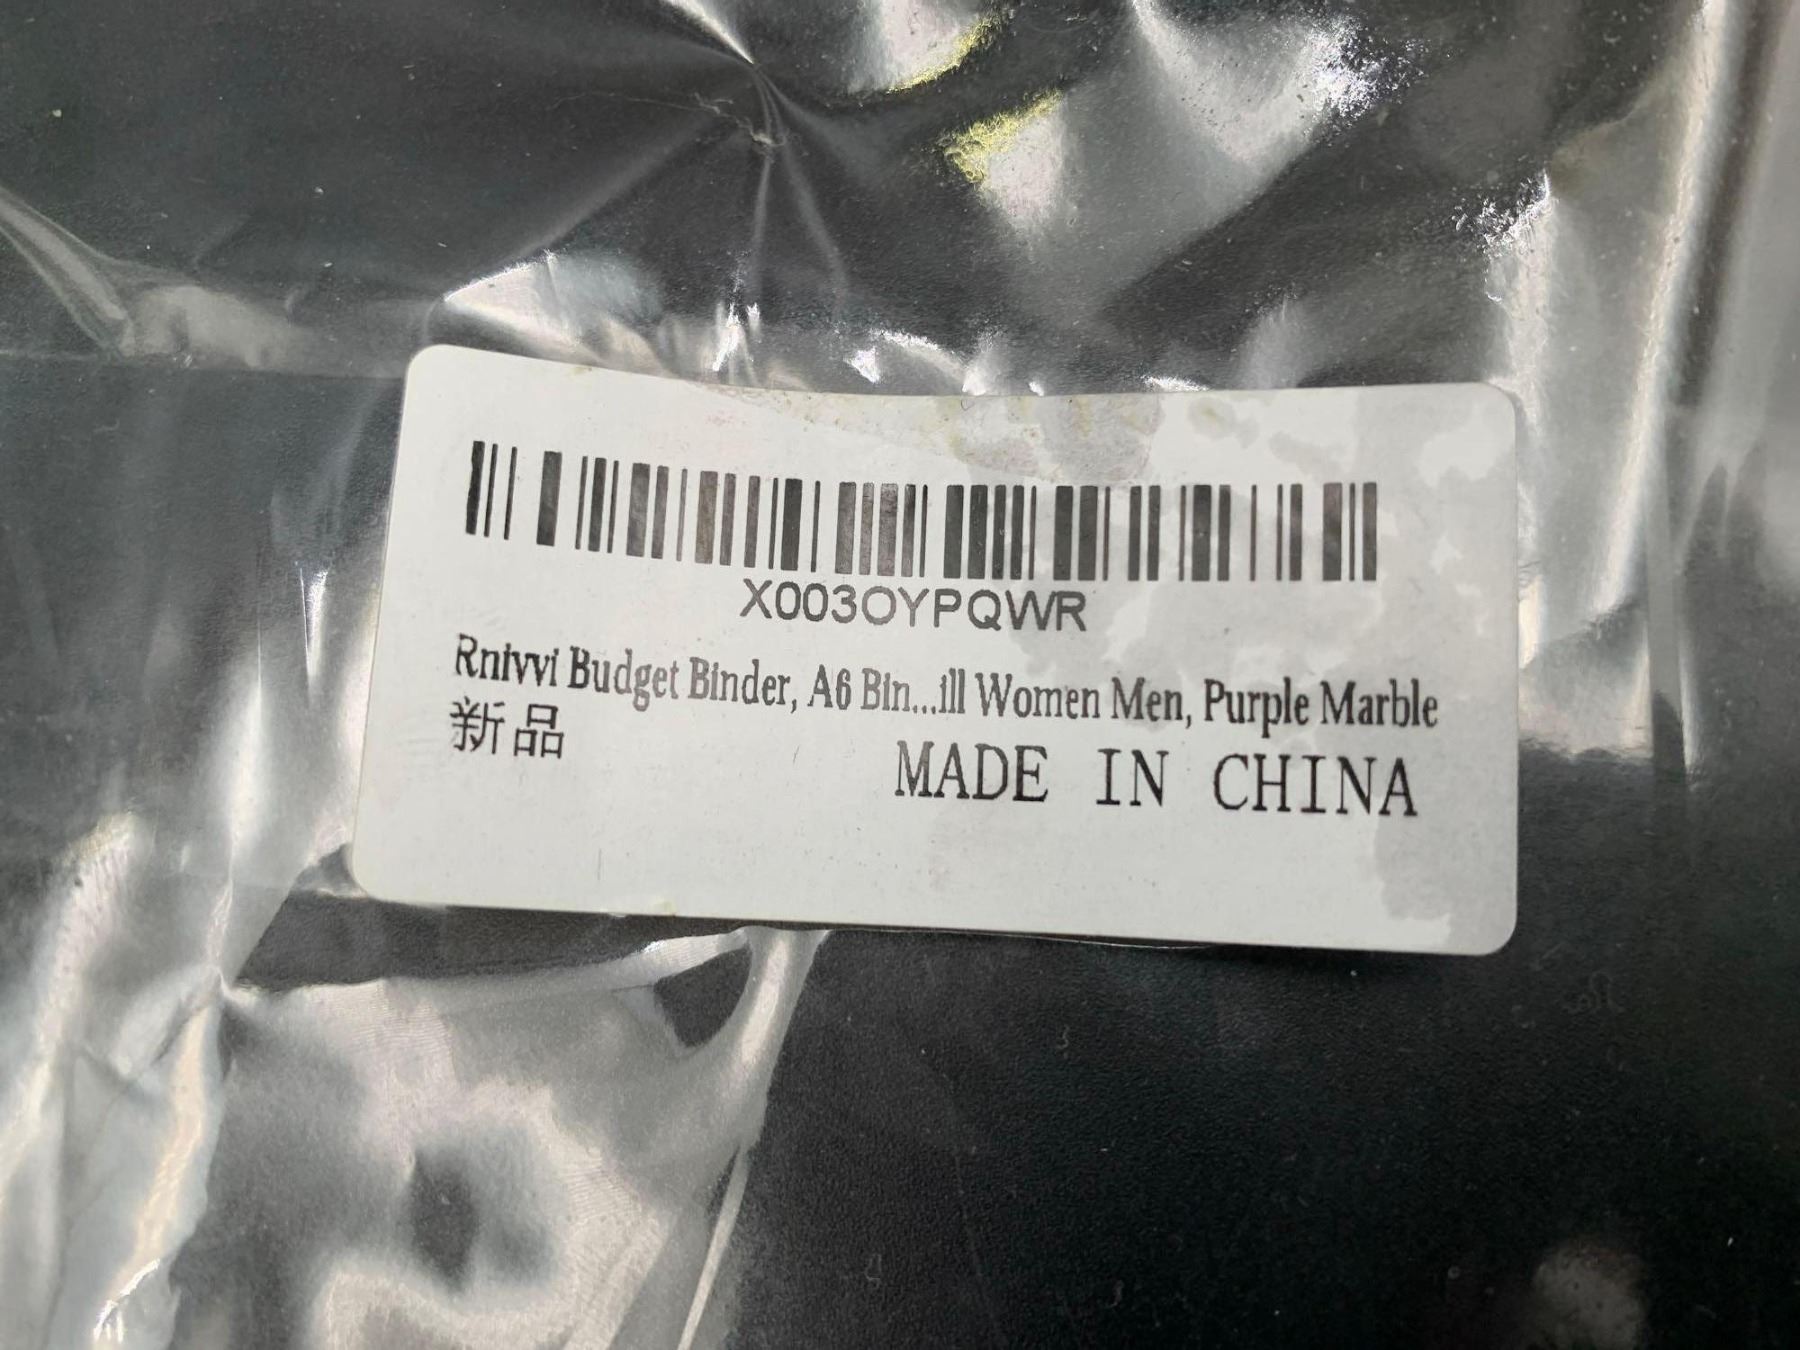 X003OYPQWR
Rnivvi Budget Binder, A6 Bin...ill Women Men, Purple Marble
新品
MADE IN CHINA